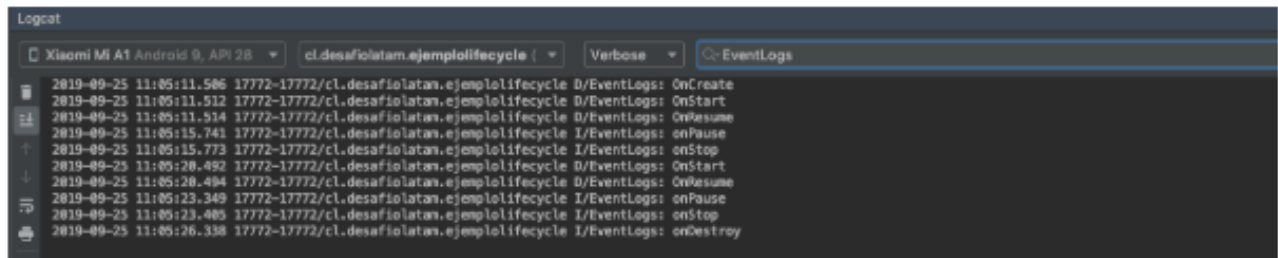 Logcat
Xiaomi Mi A1 Android 9, API 28 cl.desafiolatam.ejemplolifecycle ( Verbose EventLogs
2019-09-25 11:05:11.506 17772-17772/cl.desafiolatam.ejemplolifecycle D/EventLogs: OnCreate
2019-09-25 11:05:11.512 17772-17772/cl.desafiolatam.ejemplolifecycle D/EventLogs: OnStart
2019-09-25 11:05:11.514 17772-17772/cl.desafiolatam.ejemplolifecycle D/EventLogs: OnResume
2019-09-25 11:05:15.741 17772-17772/cl.desafiolatam.ejemplolifecycle I/EventLogs: onPause
2019-09-25 11:05:15.773 17772-17772/cl.desafiolatam.ejemplolifecycle I/EventLogs: onStop
2019-09-25 11:05:20.492 17772-17772/cl.desafiolatam.ejemplolifecycle D/EventLogs: OnStart
2019-09-25 11:05:20.494 17772-17772/cl.desafiolatam.ejemplolifecycle D/EventLogs: OnResume
2019-09-25 11:05:23.349 17772-17772/cl.desafiolatam.ejemplolifecycle I/EventLogs: onPause
2019-09-25 11:05:23.405 17772-17772/cl.desafiolatam.ejemplolifecycle I/EventLogs: onStop
2019-09-25 11:05:26.338 17772-17772/cl.desafiolatam.ejemplolifecycle I/EventLogs: onDestroy